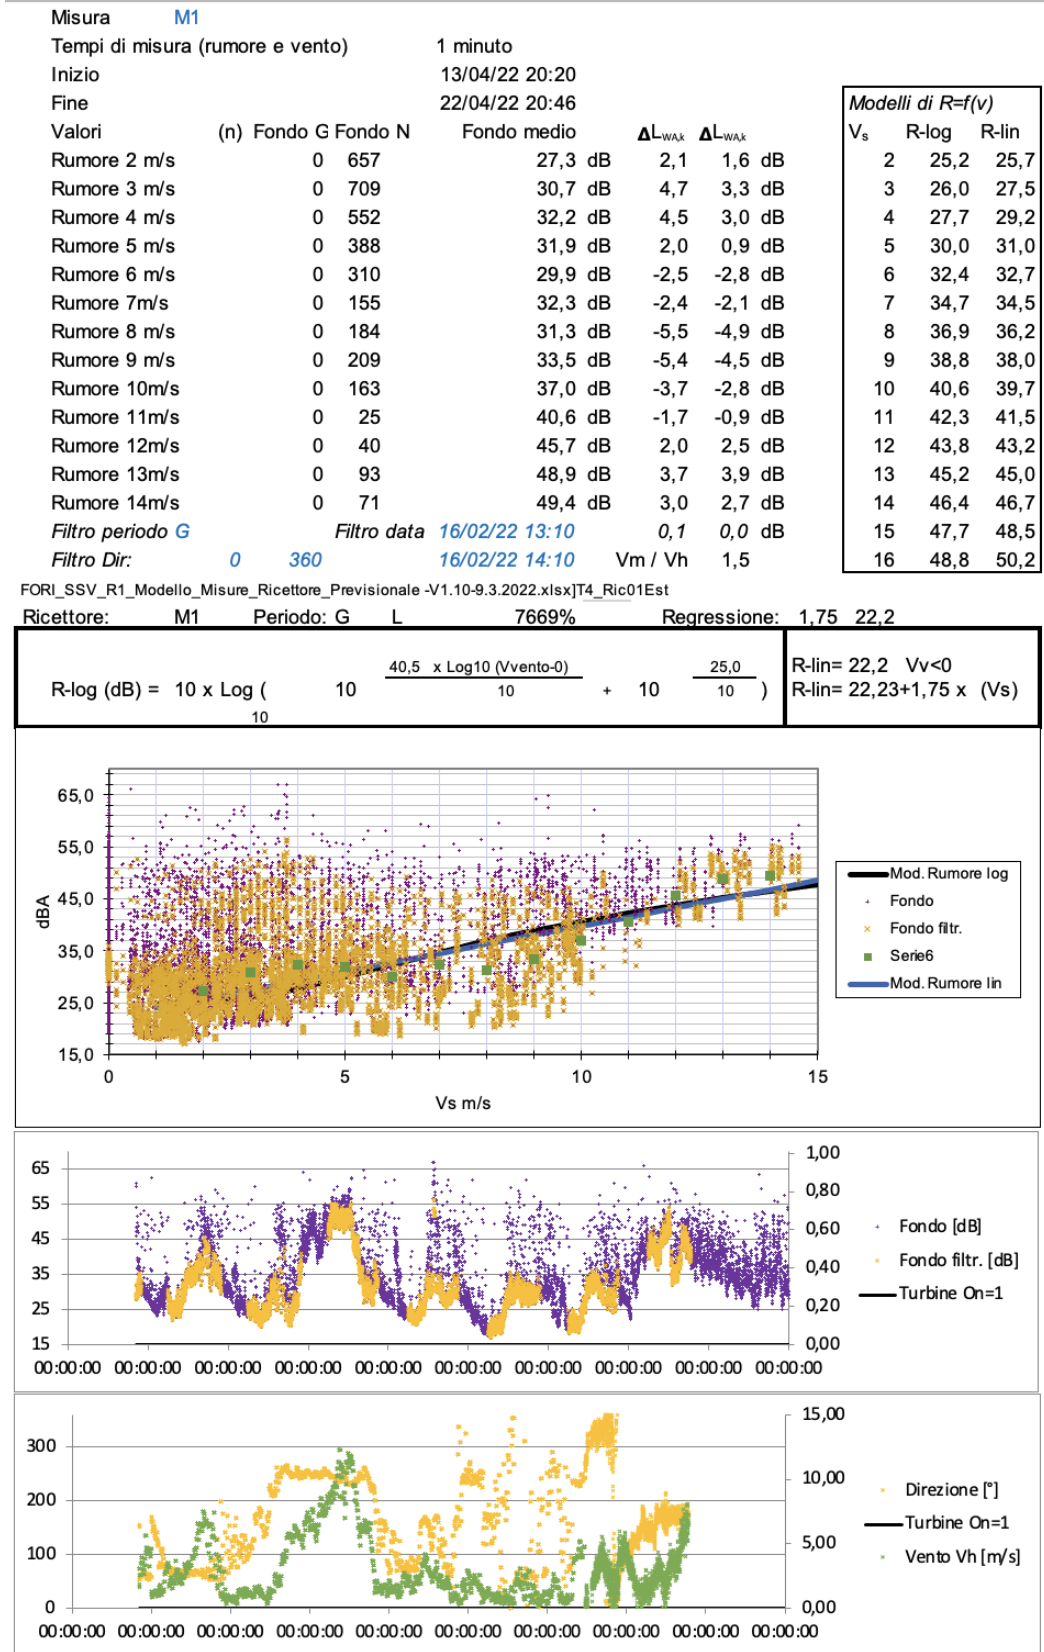 Misura M1
Tempi di misura (rumore e vento) 1 minuto
Inizio 13/04/22 20:20
Fine 22/04/22 20:46
Modelli di R=f(v)
Valori (n) Fondo G Fondo N Fondo medio ΔLWA,k ΔLWA,k Vs R-log R-lin
Rumore 2 m/s 0 657 27,3 dB 2,1 1,6 dB 2 25,2 25,7
Rumore 3 m/s 0 709 30,7 dB 4,7 3,3 dB 3 26,0 27,5
Rumore 4 m/s 0 552 32,2 dB 4,5 3,0 dB 4 27,7 29,2
Rumore 5 m/s 0 388 31,9 dB 2,0 0,9 dB 5 30,0 31,0
Rumore 6 m/s 0 310 29,9 dB -2,5 -2,8 dB 6 32,4 32,7
Rumore 7m/s 0 155 32,3 dB -2,4 -2,1 dB 7 34,7 34,5
Rumore 8 m/s 0 184 31,3 dB -5,5 -4,9 dB 8 36,9 36,2
Rumore 9 m/s 0 209 33,5 dB -5,4 -4,5 dB 9 38,8 38,0
Rumore 10m/s 0 163 37,0 dB -3,7 -2,8 dB 10 40,6 39,7
Rumore 11m/s 0 25 40,6 dB -1,7 -0,9 dB 11 42,3 41,5
Rumore 12m/s 0 40 45,7 dB 2,0 2,5 dB 12 43,8 43,2
Rumore 13m/s 0 93 48,9 dB 3,7 3,9 dB 13 45,2 45,0
Rumore 14m/s 0 71 49,4 dB 3,0 2,7 dB 14 46,4 46,7
Filtro periodo G Filtro data 16/02/22 13:10 0,1 0,0 dB 15 47,7 48,5
Filtro Dir: 0 360 16/02/22 14:10 Vm / Vh 1,5 16 48,8 50,2
FORI_SSV_R1_Modello_Misure_Ricettore_Previsionale -V1.10-9.3.2022.xlsx]T4_Ric01Est
Ricettore: M1 Periodo: G L 7669% Regressione: 1,75 22,2
40,5 x Log10 (Vvento-0) 25,0 R-lin= 22,2 Vv<0
R-log (dB) = 10 x Log ( 10 10 + 10 10 ) R-lin= 22,23+1,75 x (Vs)
10
65,0
55,0
45,0
35,0
25,0
15,0
dBA
0 5 10 15
Vs m/s
Mod. Rumore log
Fondo
Fondo filtr.
Serie6
Mod. Rumore lin
65
55
45
35
25
15
1,00
0,80
0,60
0,40
0,20
0,00
00:00:00 00:00:00 00:00:00 00:00:00 00:00:00 00:00:00 00:00:00 00:00:00 00:00:00 00:00:00
Fondo [dB]
Fondo filtr. [dB]
Turbine On=1
300
200
100
0
15,00
10,00
5,00
0,00
00:00:00 00:00:00 00:00:00 00:00:00 00:00:00 00:00:00 00:00:00 00:00:00 00:00:00 00:00:00
Direzione [°]
Turbine On=1
Vento Vh [m/s]